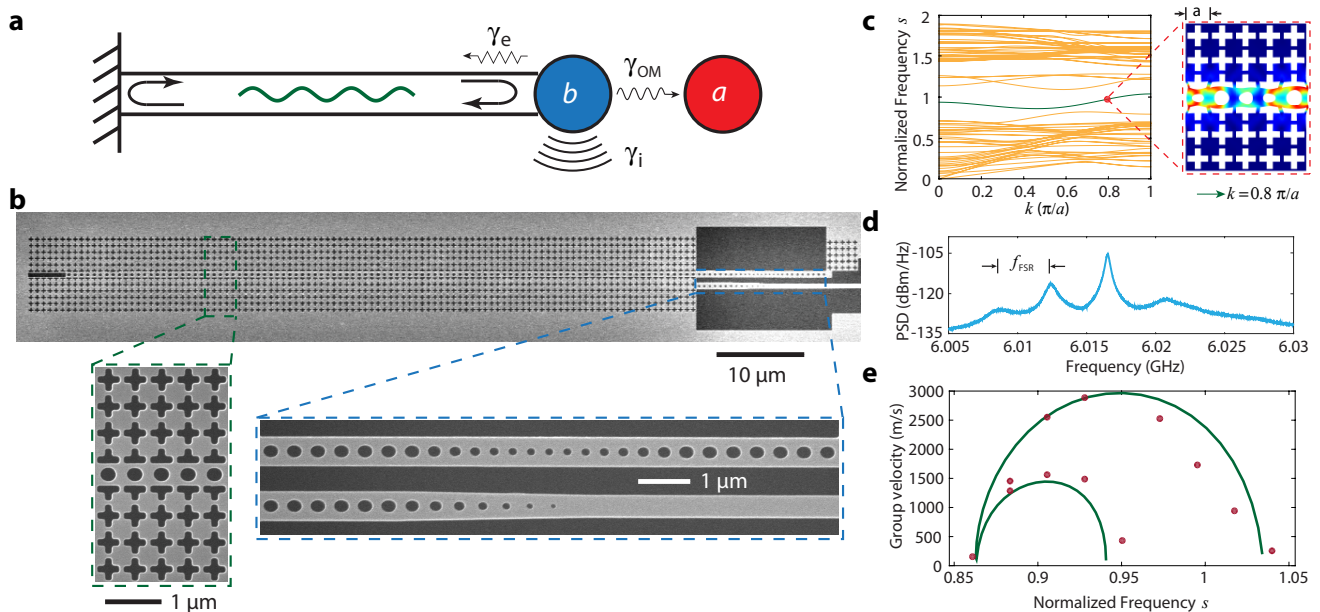 a
γe
γOM
b
a
γi
b
10 μm
1 μm
1 μm
c
Normalized Frequency s
2
1.5
1
0.5
0
0
0.2
0.4
0.6
0.8
1
k (π/a)
a
k = 0.8 π/a
d
PSD (dBm/Hz)
-105
-120
-135
fFSR
6.005
6.01
6.015
6.02
6.025
6.03
Frequency (GHz)
e
Group velocity (m/s)
3000
2500
2000
1500
1000
500
0
0.85
0.9
0.95
1
1.05
Normalized Frequency s